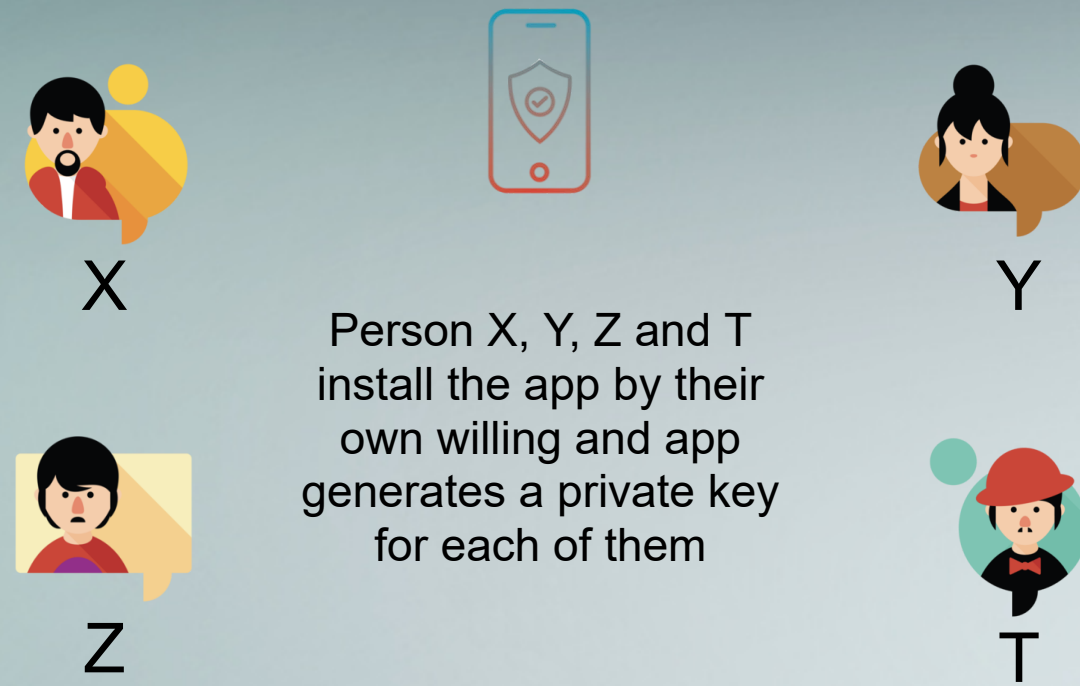 X
Y
Person X, Y, Z and T
install the app by their
own willing and app
generates a private key
for each of them
Z
T